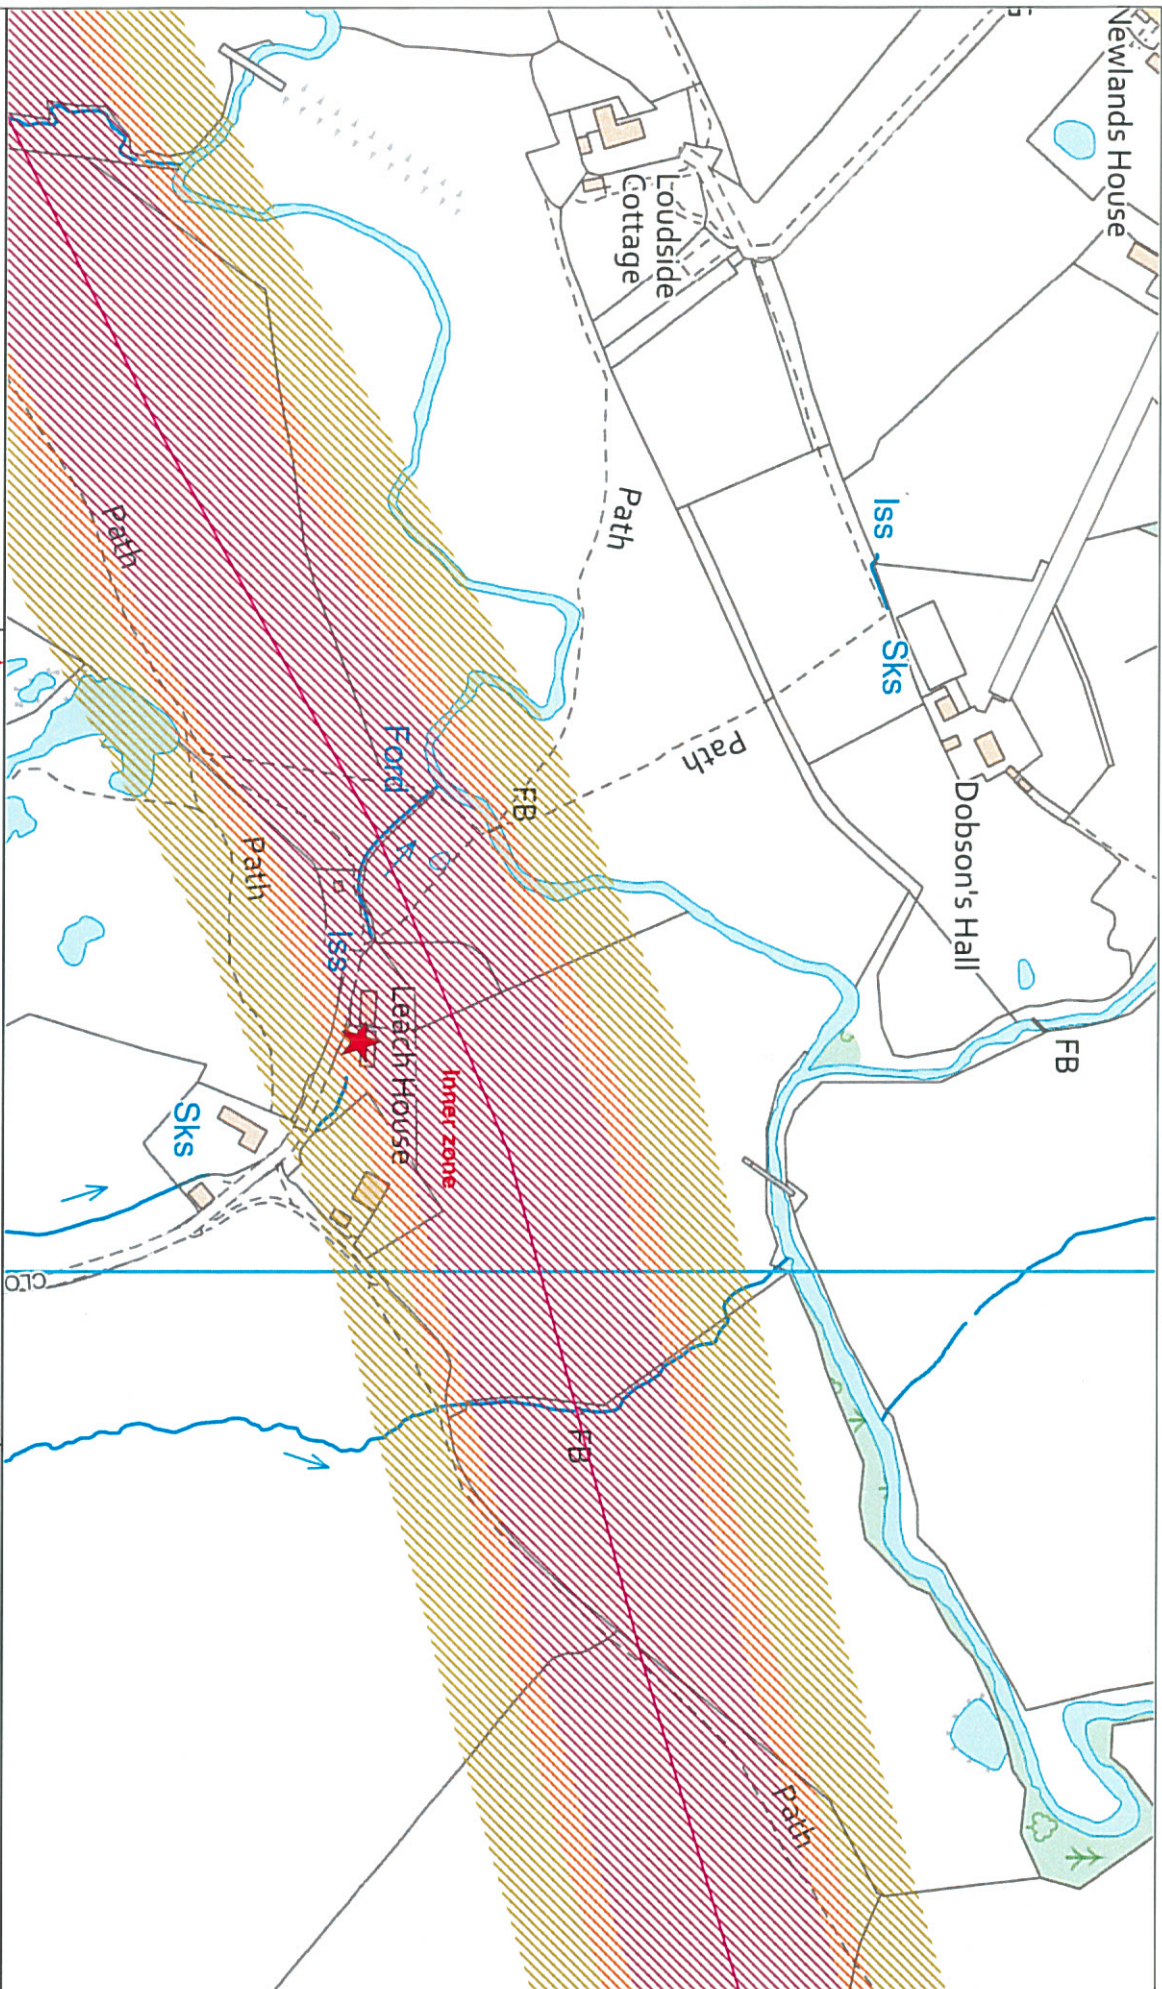 Newlands House
Loudside
Cottage
Path
Iss
Sks
Path
Dobson's Hall
FB
Path
Ford
FB
Path
Iss
Leach House
Inner zone
Sks
FB
Path